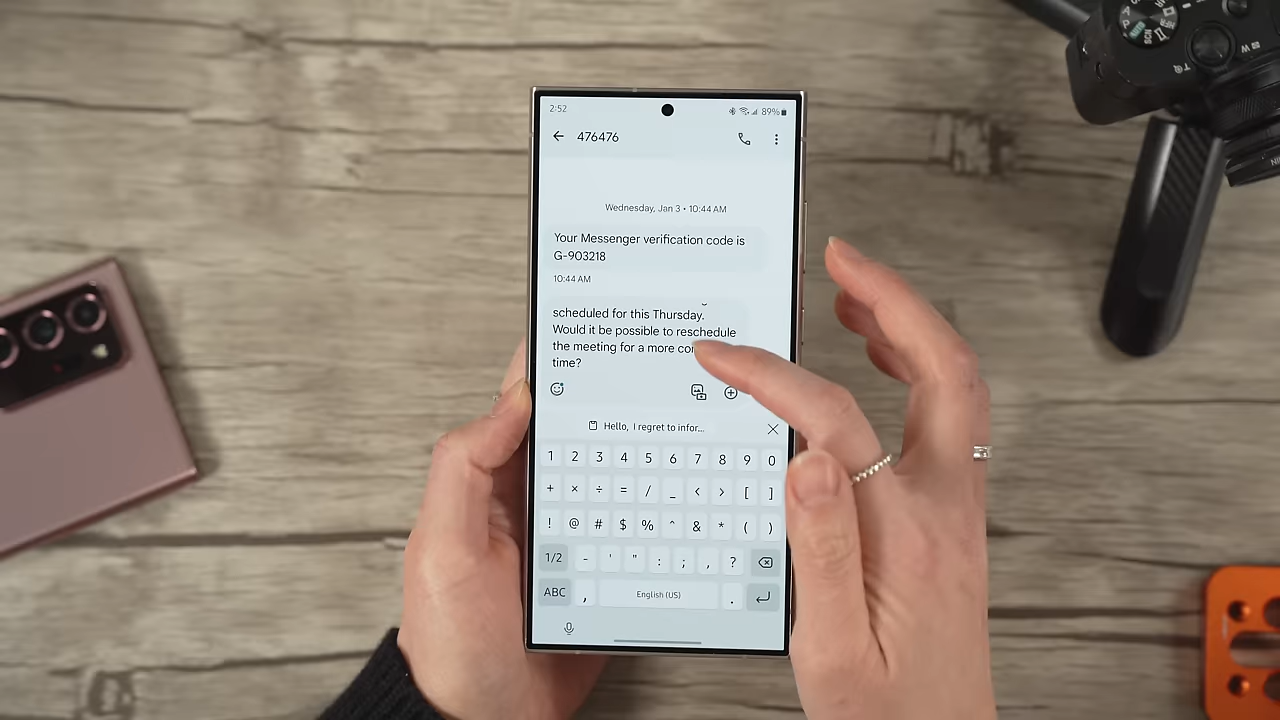 2:52
89%
476476
Wednesday, Jan 3 • 10:44 AM
Your Messenger verification code is
G-903218
10:44 AM
scheduled for this Thursday.
Would it be possible to reschedule
the meeting for a more
time?
Hello, I regret to infor...
1 2 3 4 5 6 7 8 9 0
+ × ÷ = / _ < > [ ]
! @ # $ % ^ & * ( )
1/2 - ' " : ; , ?
ABC , English (US) .